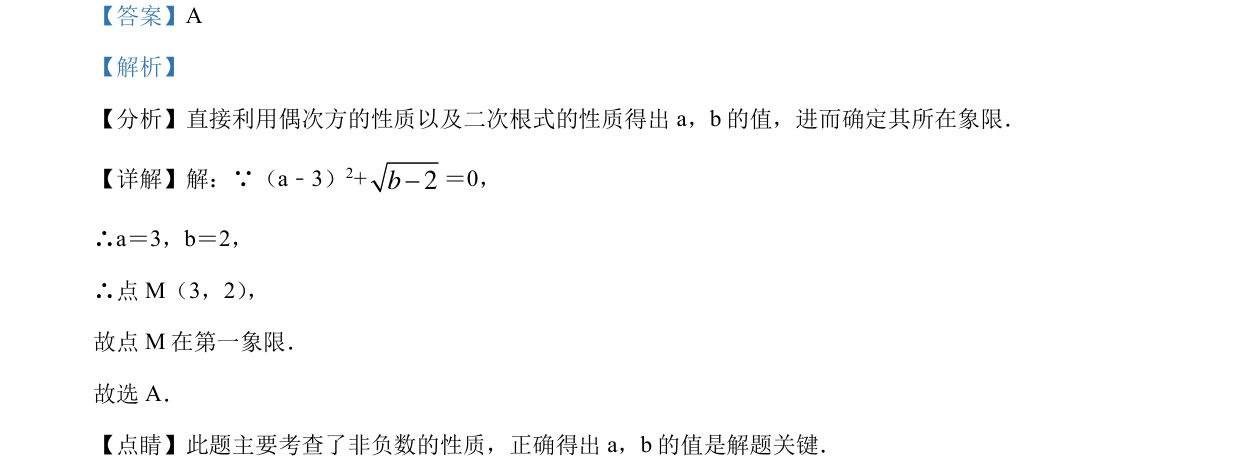 【答案】A
【解析】
【分析】直接利用偶次方的性质以及二次根式的性质得出 a，b 的值，进而确定其所在象限．
【详解】解：∵（a﹣3）²+√(b−2)＝0，
∴a＝3，b＝2，
∴点 M（3，2），
故点 M 在第一象限．
故选 A．
【点睛】此题主要考查了非负数的性质，正确得出 a，b 的值是解题关键．